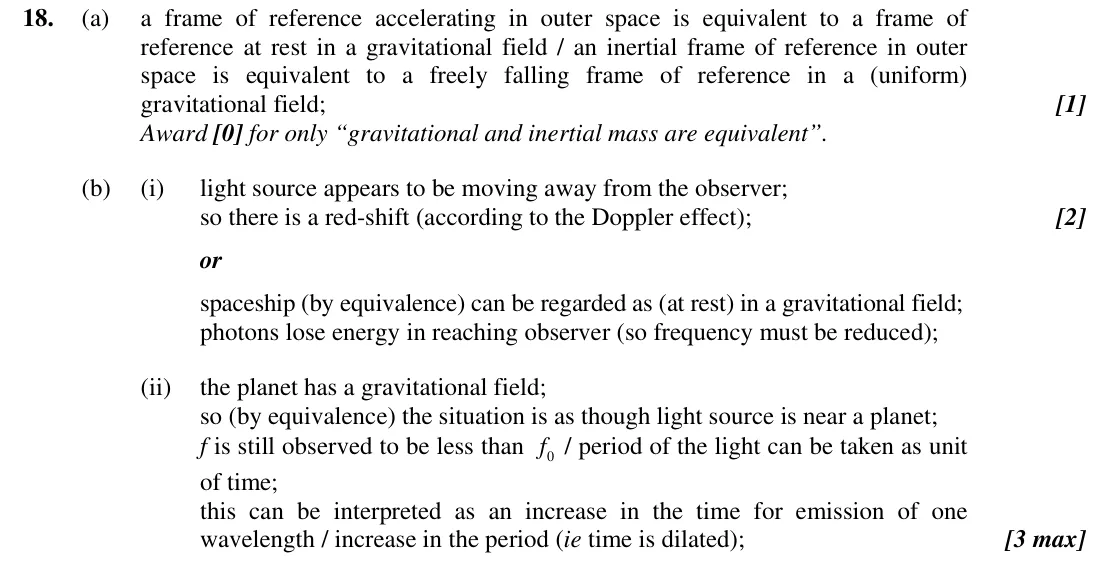 18. (a) a frame of reference accelerating in outer space is equivalent to a frame of
reference at rest in a gravitational field / an inertial frame of reference in outer
space is equivalent to a freely falling frame of reference in a (uniform)
gravitational field; [1]
Award [0] for only “gravitational and inertial mass are equivalent”.
(b) (i) light source appears to be moving away from the observer;
so there is a red-shift (according to the Doppler effect); [2]
or
spaceship (by equivalence) can be regarded as (at rest) in a gravitational field;
photons lose energy in reaching observer (so frequency must be reduced);
(ii) the planet has a gravitational field;
so (by equivalence) the situation is as though light source is near a planet;
f is still observed to be less than f₀ / period of the light can be taken as unit
of time;
this can be interpreted as an increase in the time for emission of one
wavelength / increase in the period (ie time is dilated); [3 max]